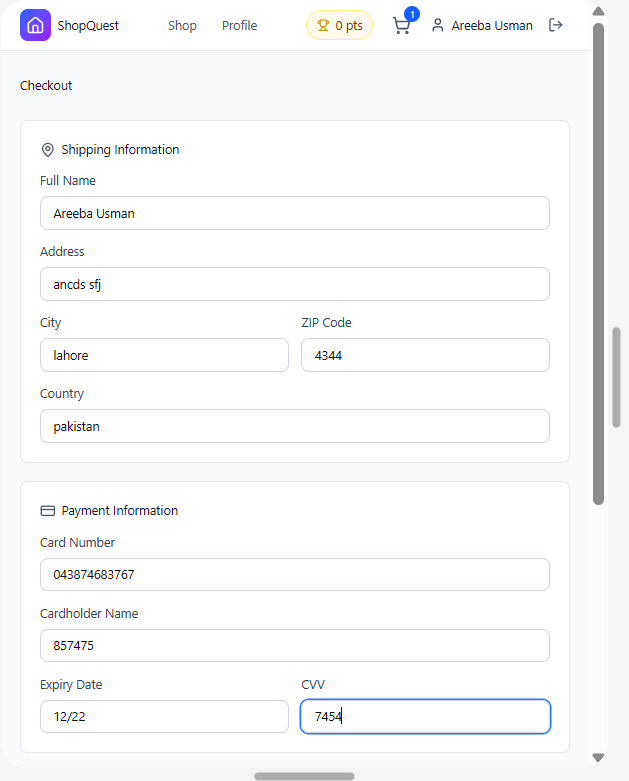 ShopQuest Shop Profile 0 pts 1 Areeba Usman
Checkout
Shipping Information
Full Name
Areeba Usman
Address
ancds sfj
City ZIP Code
lahore 4344
Country
pakistan
Payment Information
Card Number
043874683767
Cardholder Name
857475
Expiry Date CVV
12/22 7454